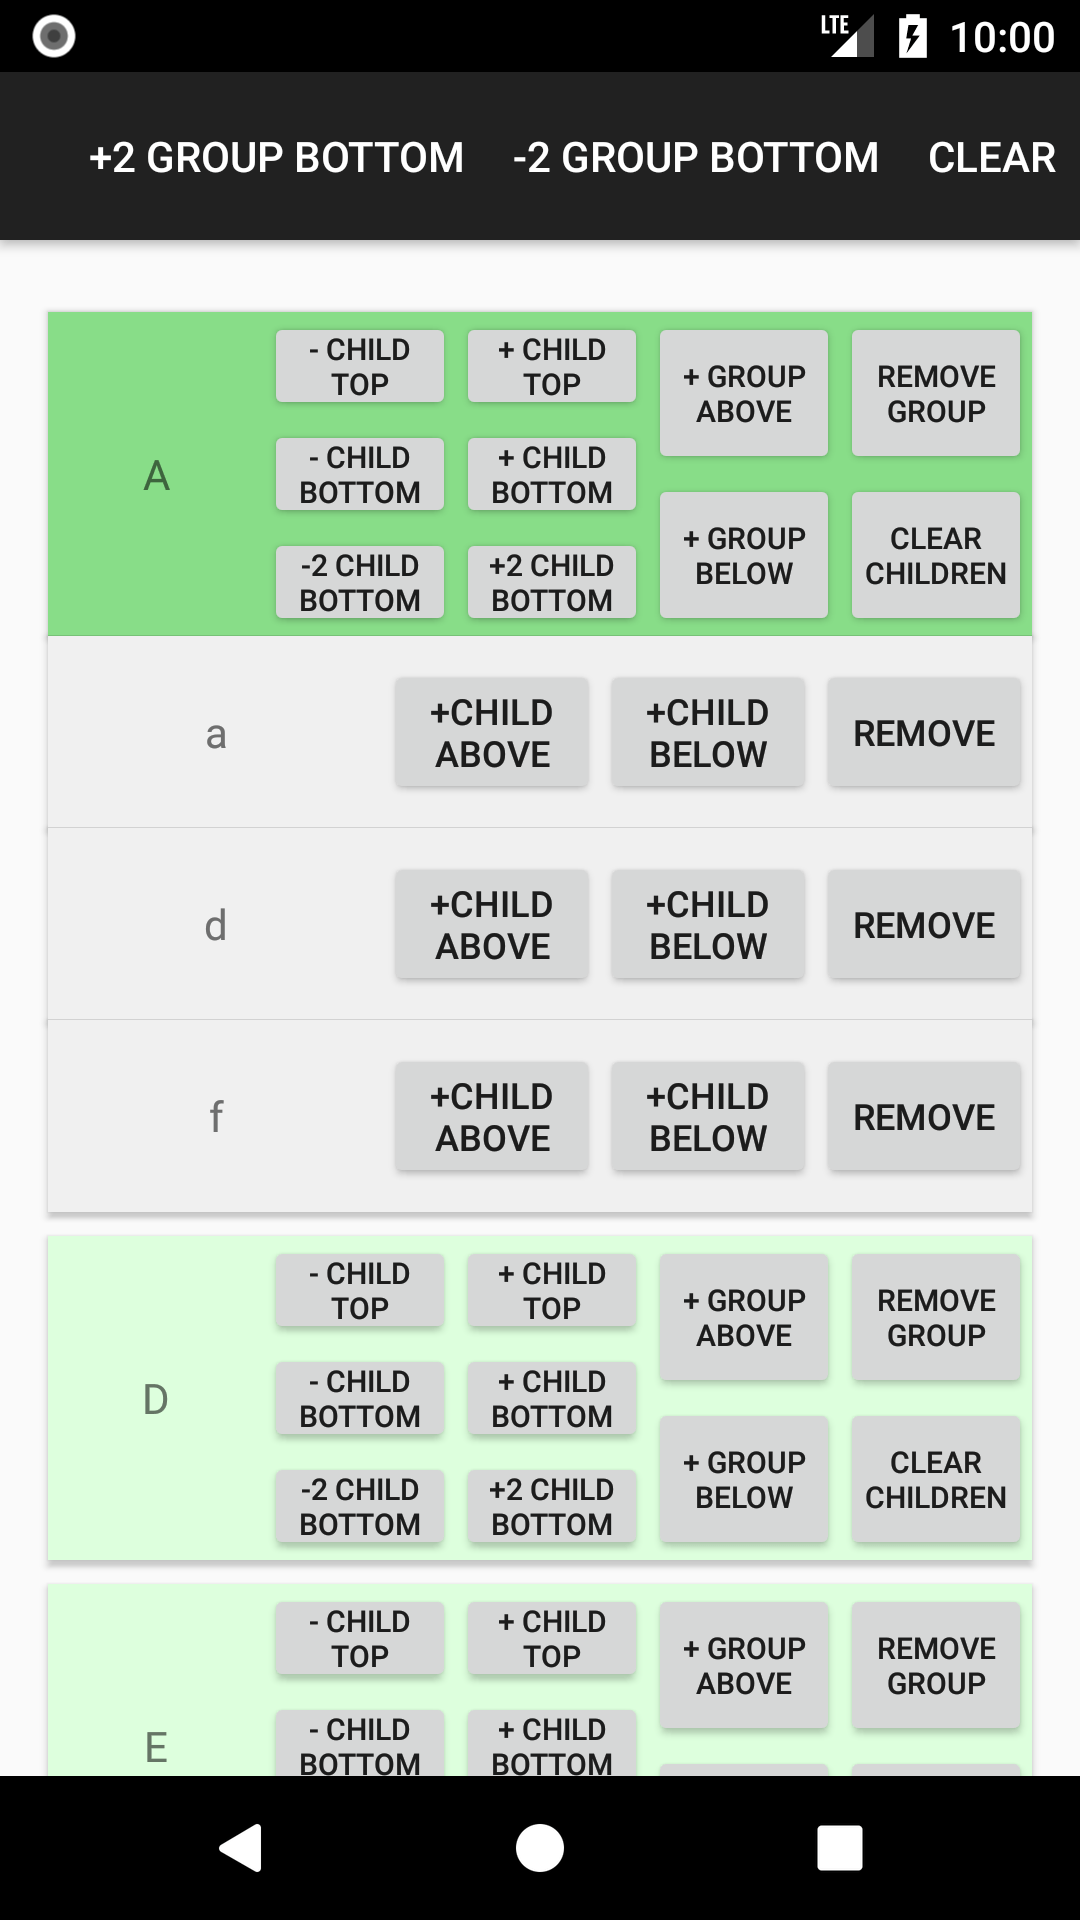 LTE 10:00
+2 GROUP BOTTOM -2 GROUP BOTTOM CLEAR
A
- CHILD
TOP
+ CHILD
TOP
+ GROUP
ABOVE
REMOVE
GROUP
- CHILD
BOTTOM
+ CHILD
BOTTOM
-2 CHILD
BOTTOM
+2 CHILD
BOTTOM
+ GROUP
BELOW
CLEAR
CHILDREN
a
+CHILD
ABOVE
+CHILD
BELOW
REMOVE
d
+CHILD
ABOVE
+CHILD
BELOW
REMOVE
f
+CHILD
ABOVE
+CHILD
BELOW
REMOVE
D
- CHILD
TOP
+ CHILD
TOP
+ GROUP
ABOVE
REMOVE
GROUP
- CHILD
BOTTOM
+ CHILD
BOTTOM
-2 CHILD
BOTTOM
+2 CHILD
BOTTOM
+ GROUP
BELOW
CLEAR
CHILDREN
E
- CHILD
TOP
+ CHILD
TOP
+ GROUP
ABOVE
REMOVE
GROUP
- CHILD
BOTTOM
+ CHILD
BOTTOM